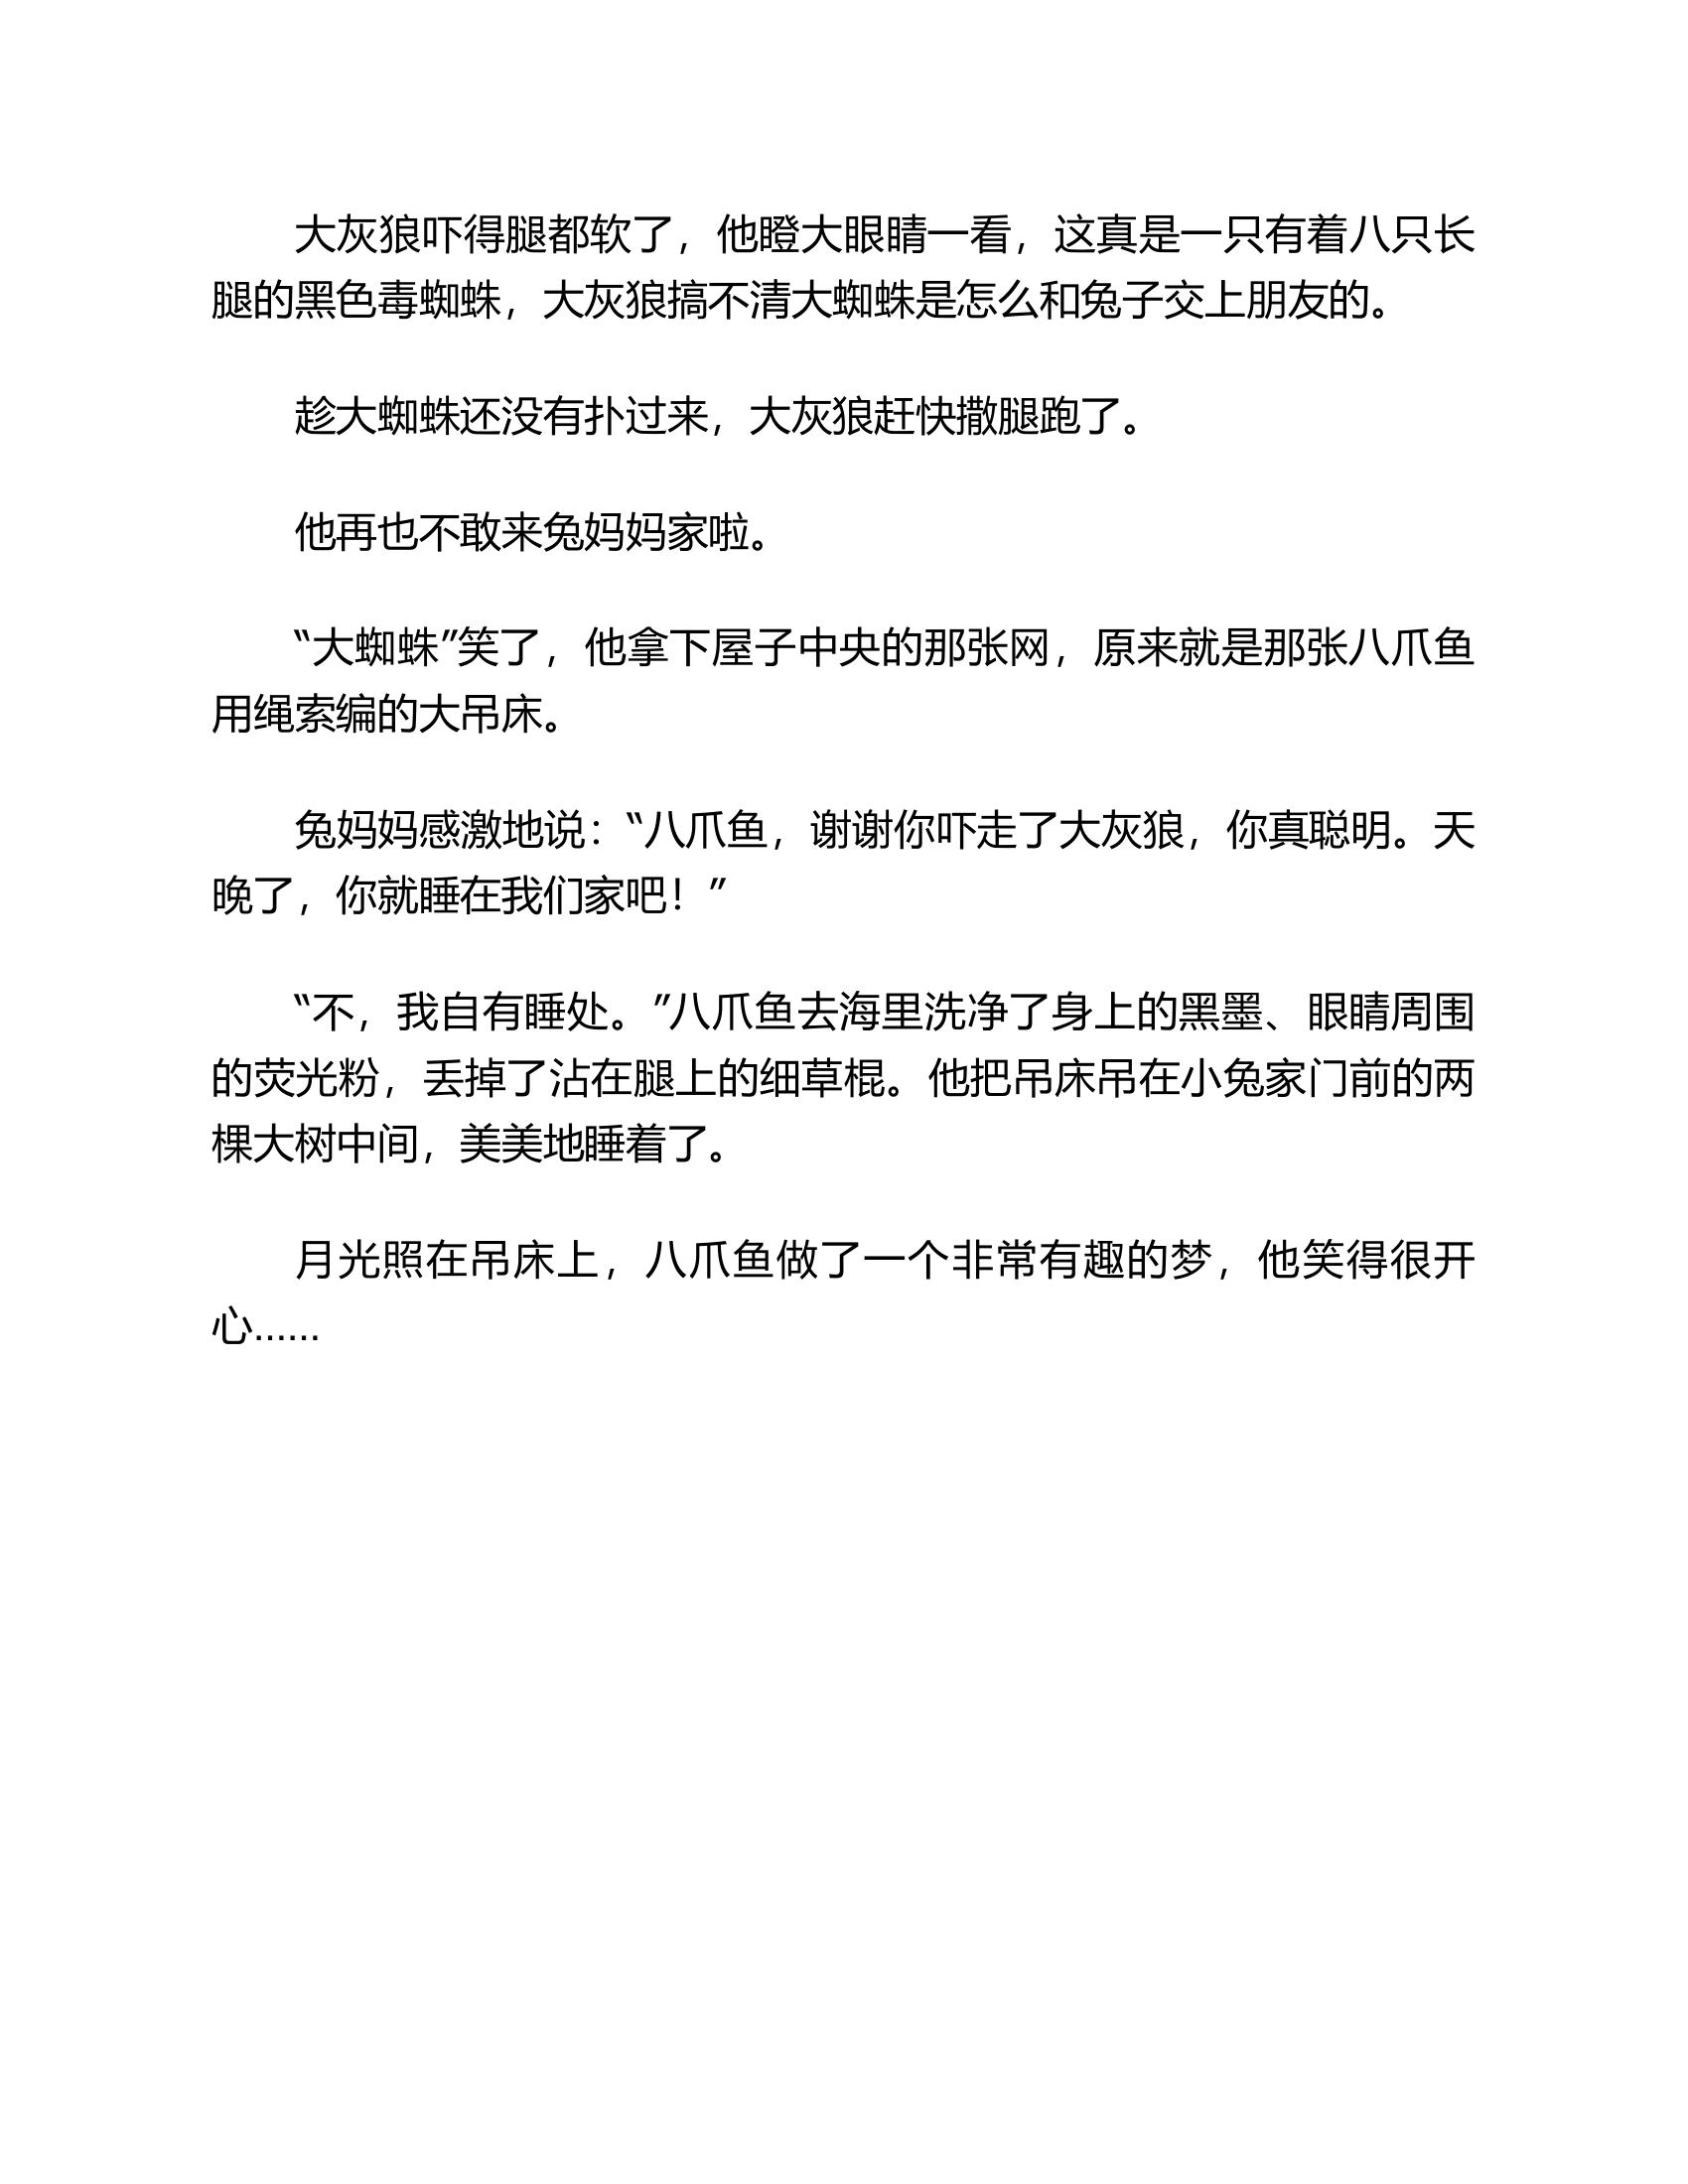 大灰狼吓得腿都软了，他瞪大眼睛一看，这真是一只有着八只长
腿的黑色毒蜘蛛，大灰狼搞不清大蜘蛛是怎么和兔子交上朋友的。
趁大蜘蛛还没有扑过来，大灰狼赶快撒腿跑了。
他再也不敢来兔妈妈家啦。
“大蜘蛛”笑了，他拿下屋子中央的那张网，原来就是那张八爪鱼
用绳索编的大吊床。
兔妈妈感激地说：“八爪鱼，谢谢你吓走了大灰狼，你真聪明。天
晚了，你就睡在我们家吧！”
“不，我自有睡处。”八爪鱼去海里洗净了身上的黑墨、眼睛周围
的荧光粉，丢掉了沾在腿上的细草棍。他把吊床吊在小兔家门前的两
棵大树中间，美美地睡着了。
月光照在吊床上，八爪鱼做了一个非常有趣的梦，他笑得很开
心……